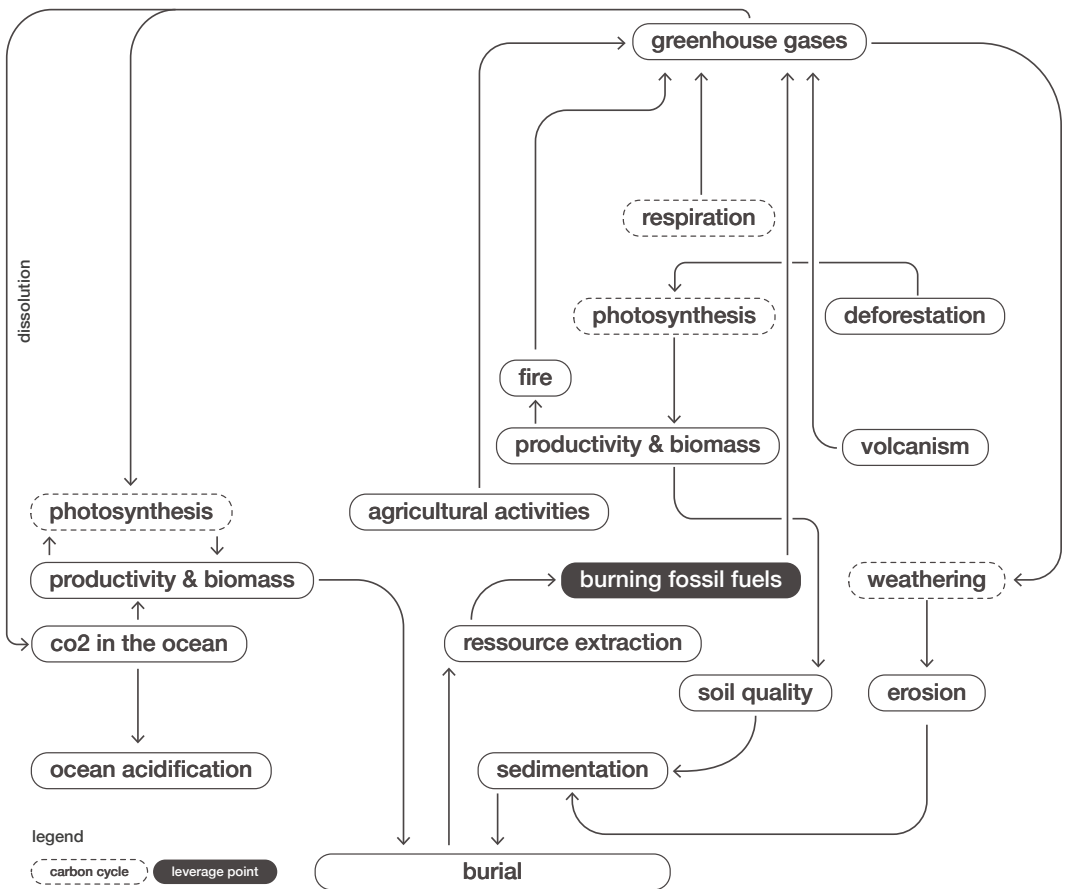 greenhouse gases
respiration
dissolution
photosynthesis
deforestation
fire
productivity & biomass
volcanism
photosynthesis
agricultural activities
productivity & biomass
burning fossil fuels
weathering
co2 in the ocean
ressource extraction
soil quality
erosion
ocean acidification
sedimentation
legend
carbon cycle
leverage point
burial